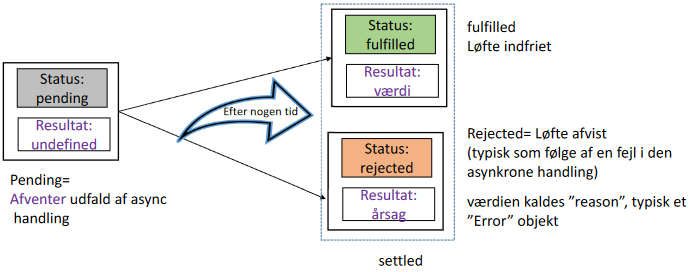 Status:
pending
Resultat:
undefined
Pending=
Afventer udfald af async
handling
Efter nogen tid
Status:
fulfilled
Resultat:
værdi
Status:
rejected
Resultat:
årsag
settled
fulfilled
Løfte indfriet
Rejected= Løfte afvist
(typisk som følge af en fejl i den
asynkrone handling)
værdien kaldes ”reason”, typisk et
”Error” objekt